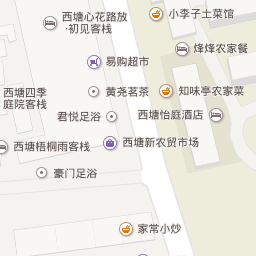 西塘心花路放
·初见客栈
小李子土菜馆
烽烽农家餐
易购超市
西塘四季
庭院客栈
黄尧茗茶
知味亭农家菜
君悦足浴
西塘怡庭酒店
西塘梧桐雨客栈
西塘新农贸市场
豪门足浴
家常小炒